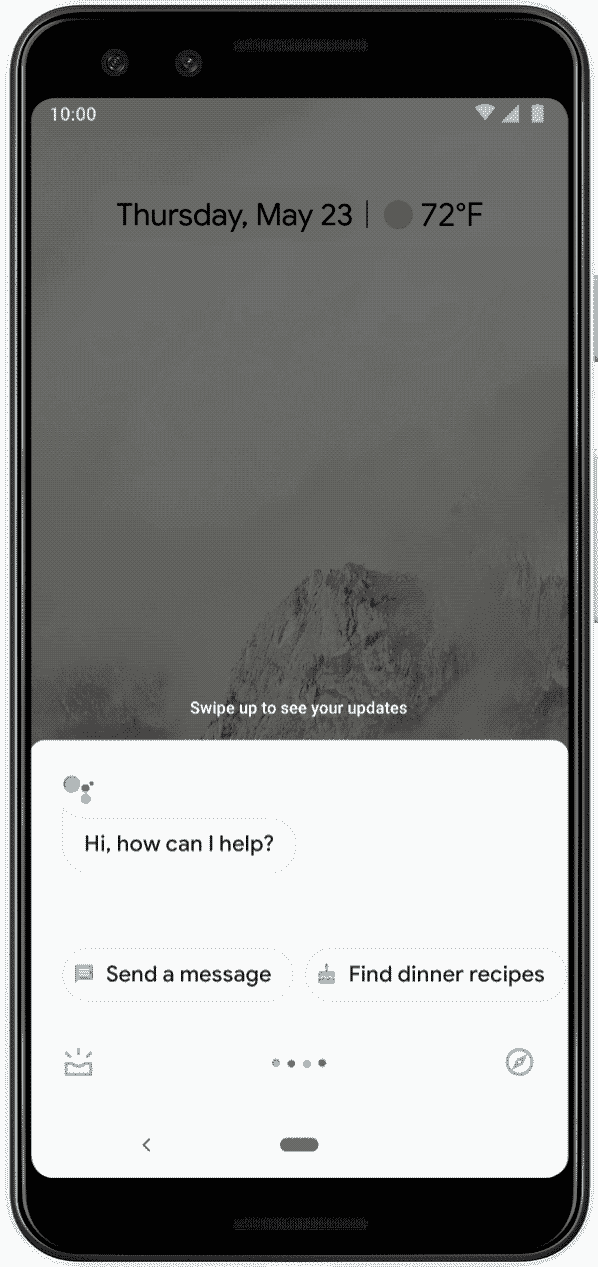 10:00
Thursday, May 23 | 72°F
Swipe up to see your updates
Hi, how can I help?
Send a message
Find dinner recipes